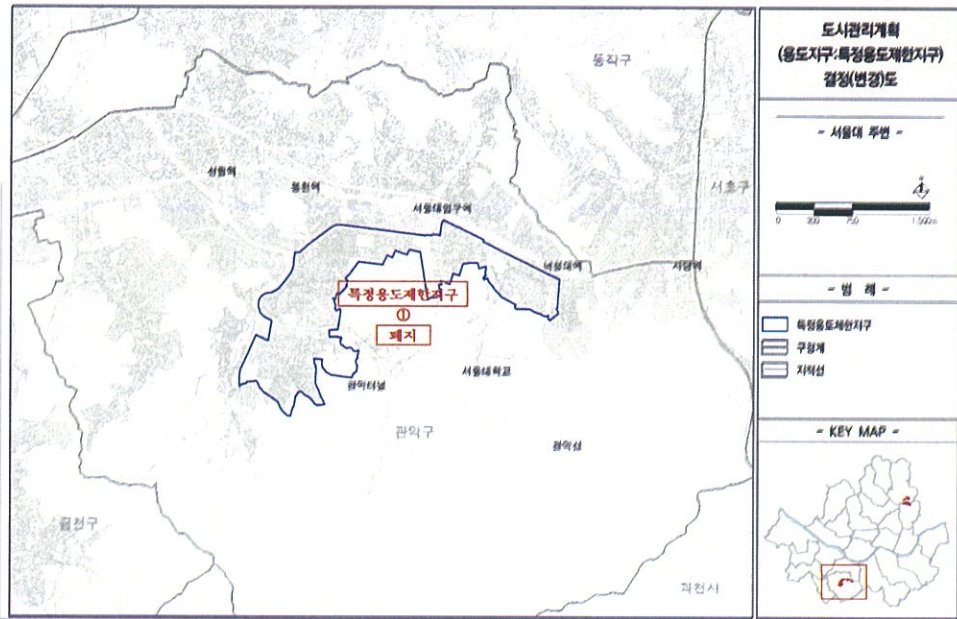 동작구
신림역
봉천역
서울대입구역
서초구
낙성대역
사당역
특정용도제한지구
①
폐지
관악터널
서울대학교
관악구
관악산
금천구
과천시
도시관리계획
(용도지구:특정용도제한지구)
결정(변경)도
- 서울대 주변 -
0 350 750 1,500m
- 범 례 -
특정용도제한지구
구청계
지적선
- KEY MAP -